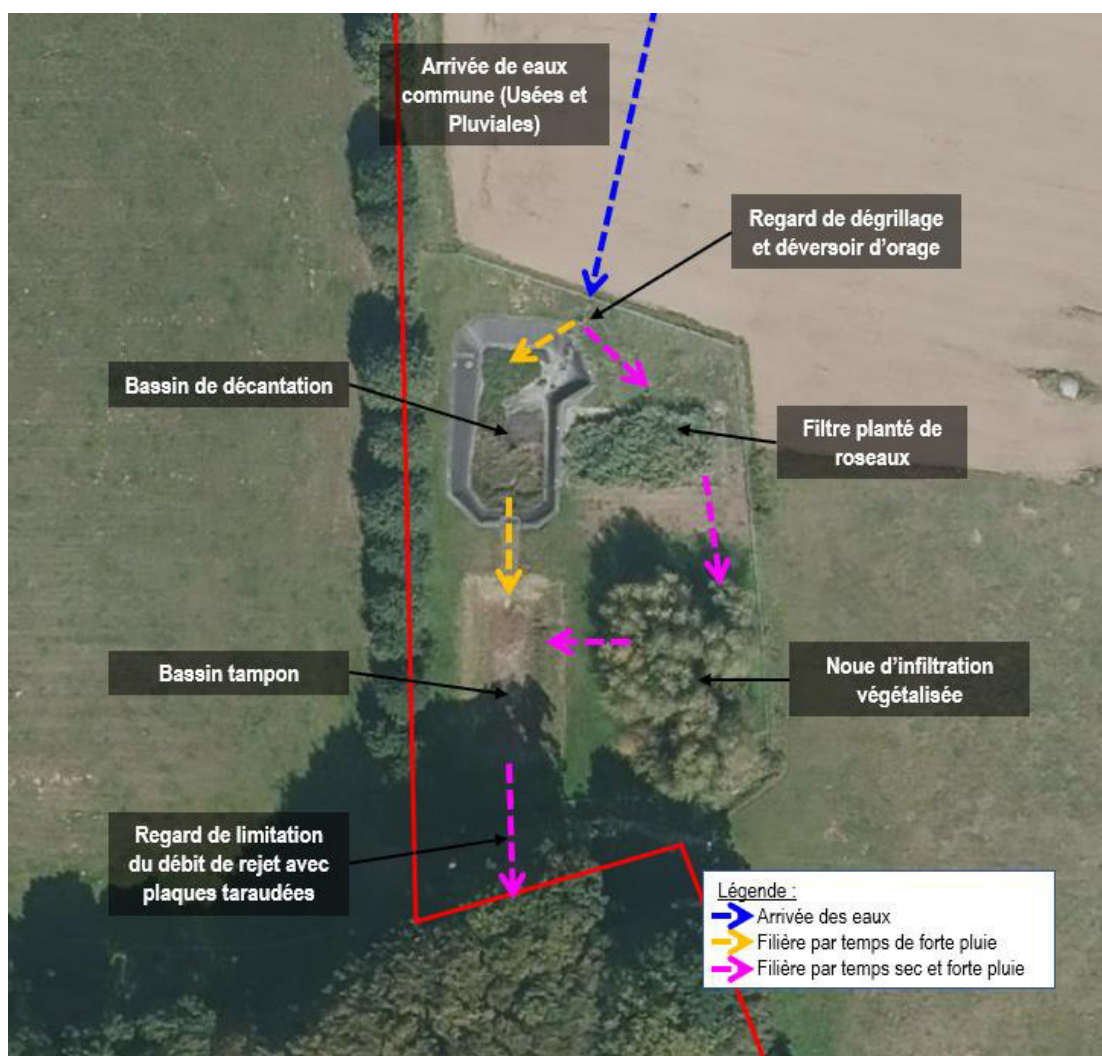 Arrivée de eaux
commune (Usées et
Pluviales)
Regard de dégrillage
et déversoir d'orage
Bassin de décantation
Filtre planté de
roseaux
Bassin tampon
Noue d'infiltration
végétalisée
Regard de limitation
du débit de rejet avec
plaques taraudées
Légende :
Arrivée des eaux
Filière par temps de forte pluie
Filière par temps sec et forte pluie